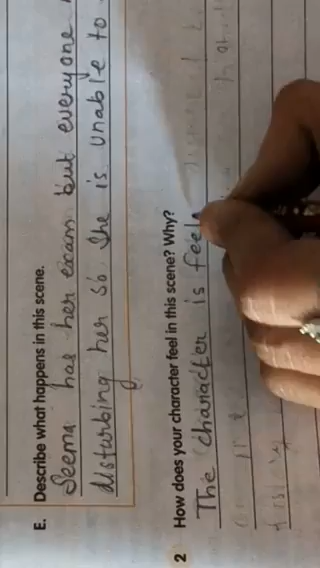 E. Describe what happens in this scene.
Seema has her exam but everyone
disturbing her so She is unable to
2 How does your character feel in this scene? Why?
The character is feel